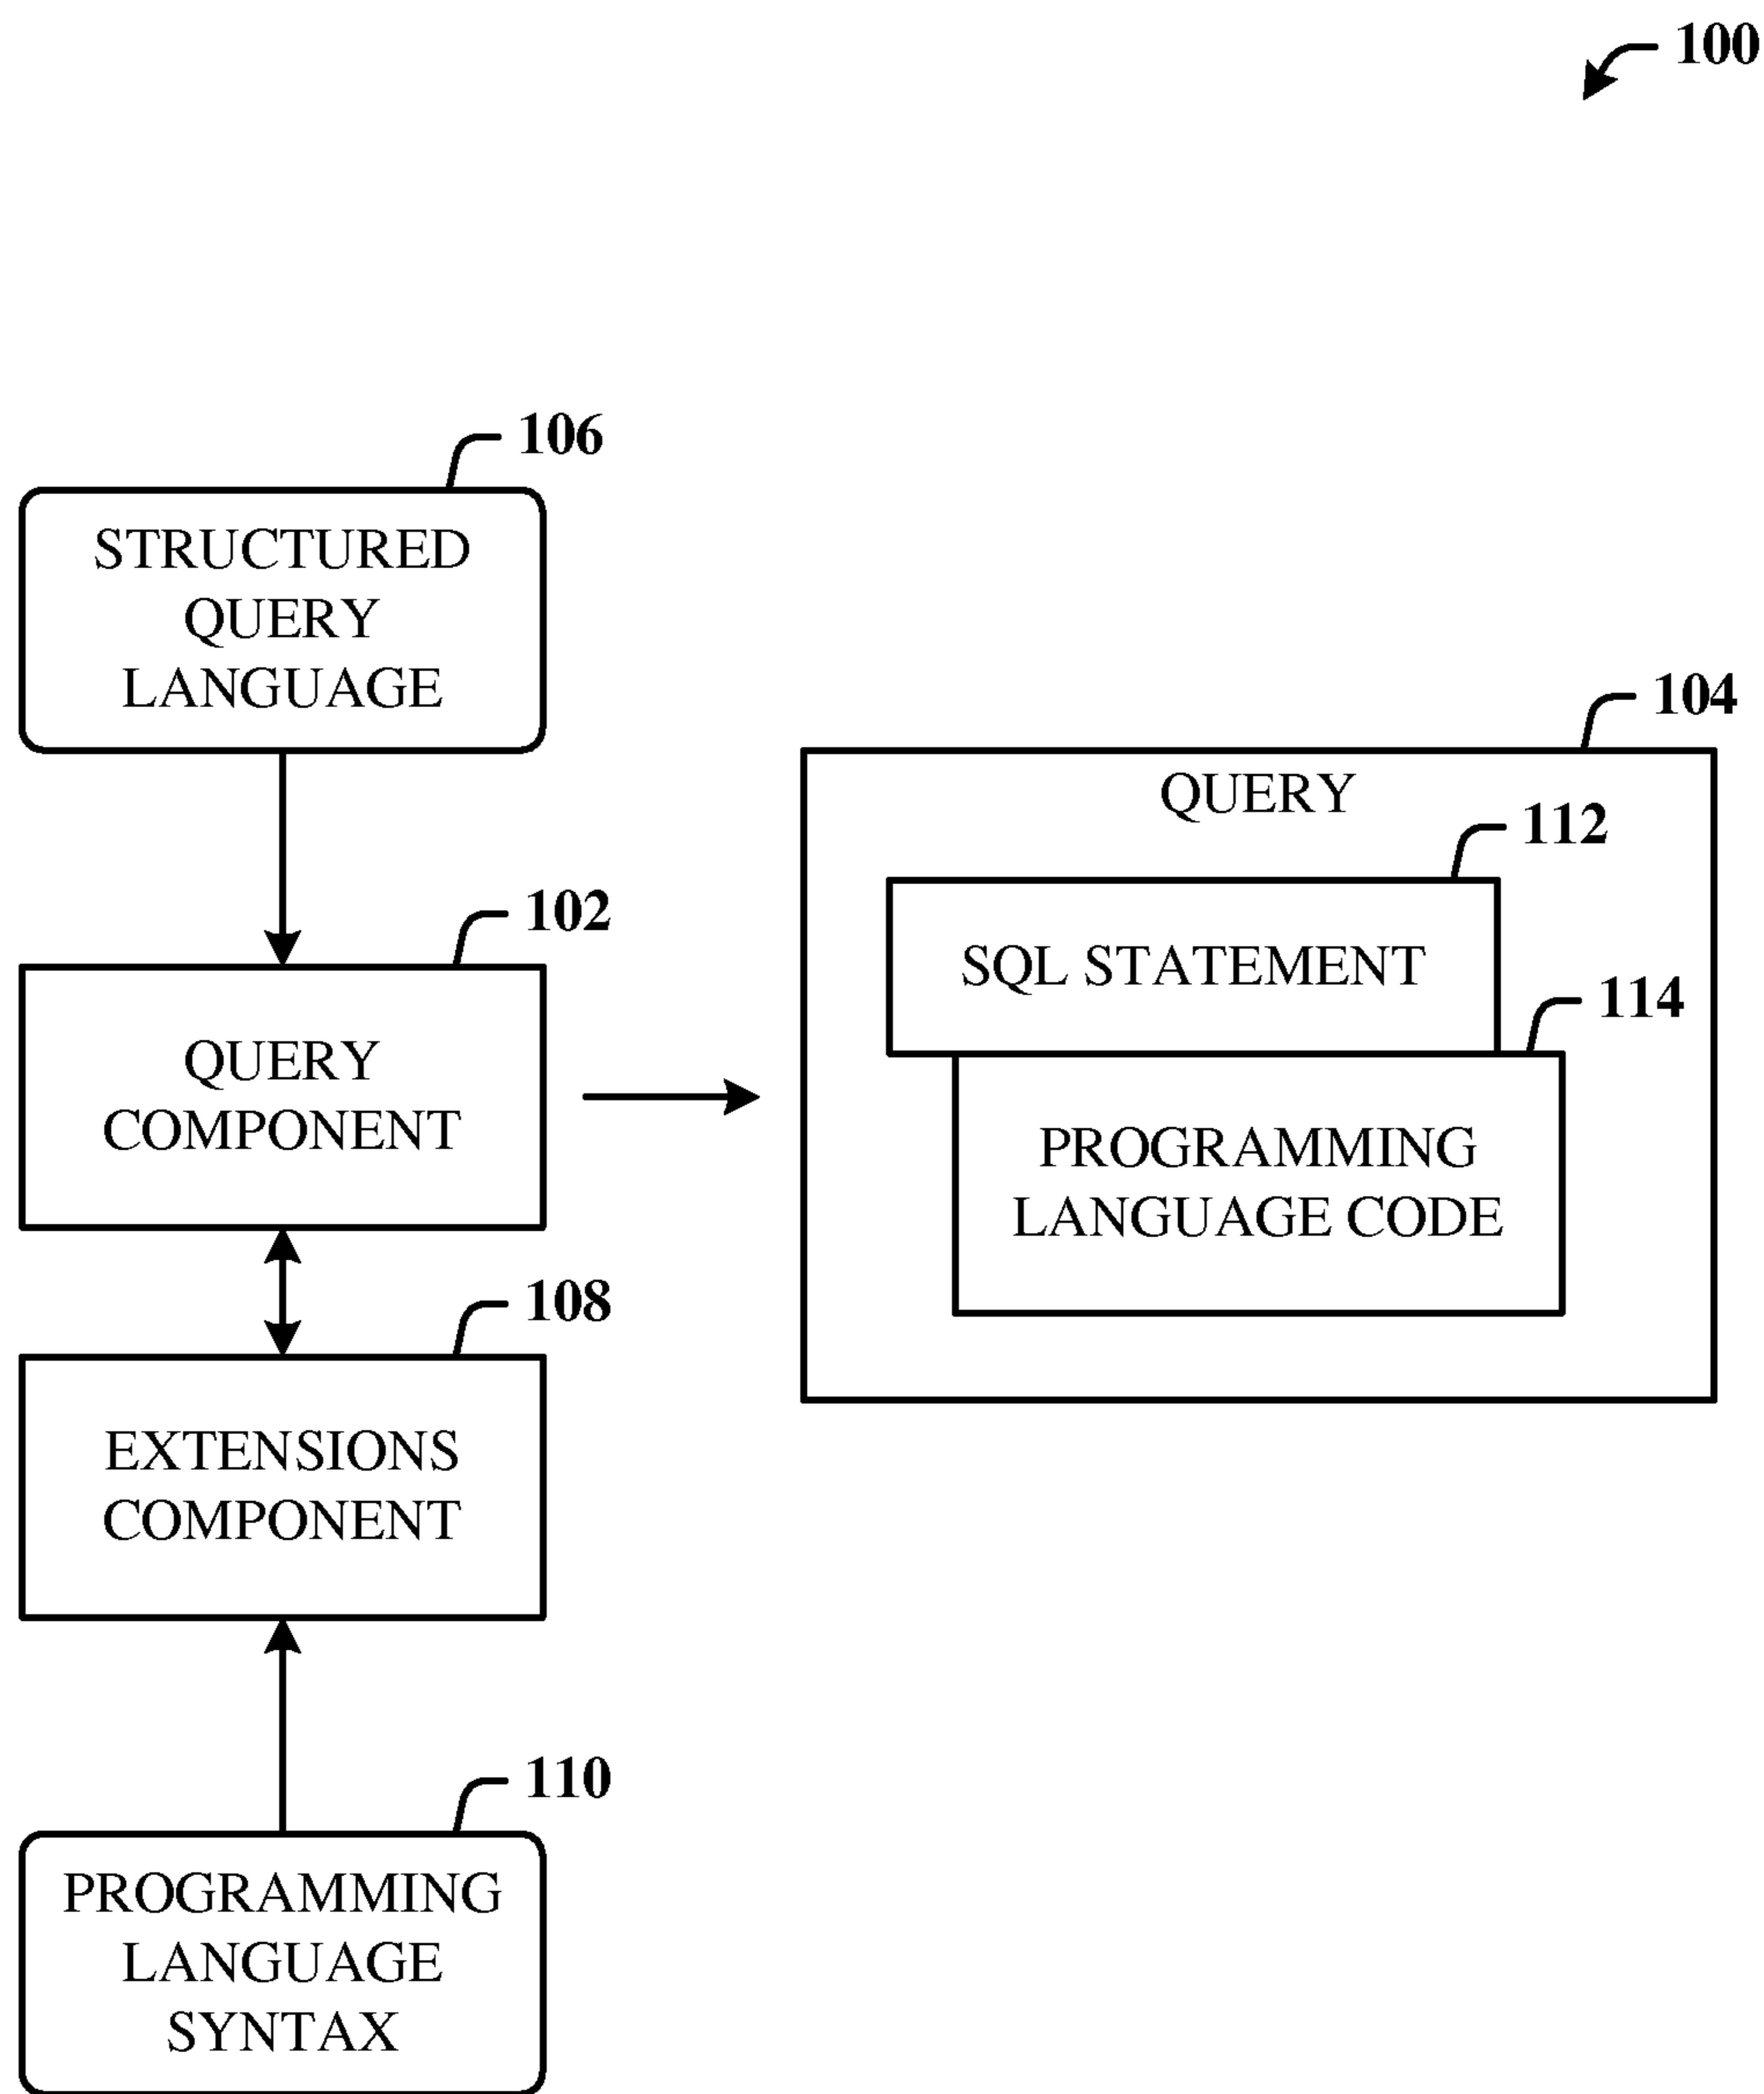 100
106
STRUCTURED
QUERY
LANGUAGE
104
QUERY
112
102
SQL STATEMENT
114
QUERY
COMPONENT
PROGRAMMING
LANGUAGE CODE
108
EXTENSIONS
COMPONENT
110
PROGRAMMING
LANGUAGE
SYNTAX